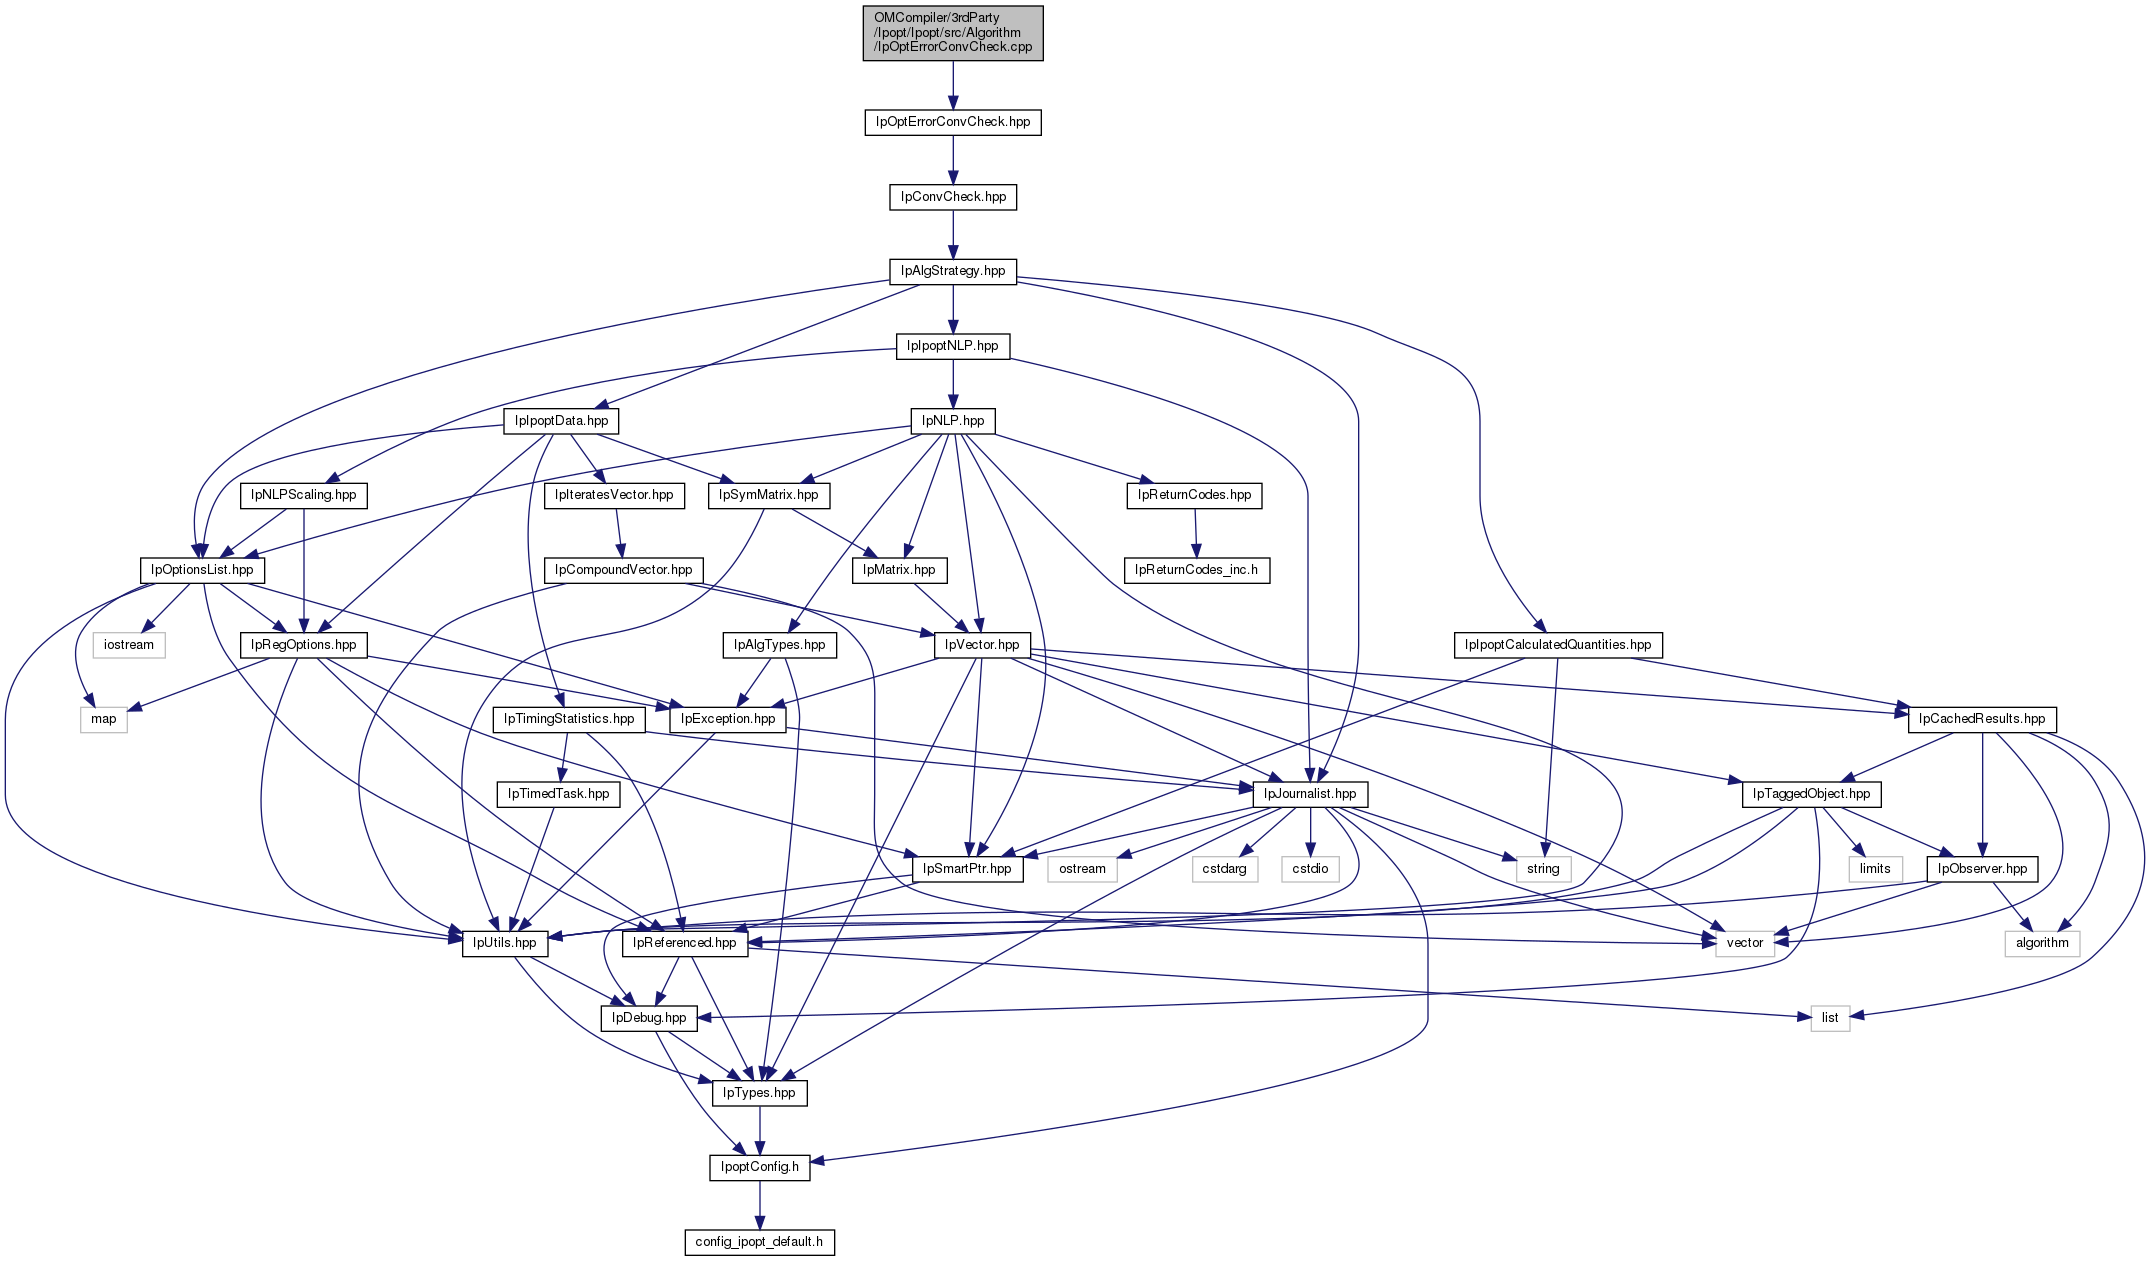 OMCompiler/3rdParty
/Ipopt/Ipopt/src/Algorithm
/IpOptErrorConvCheck.cpp
IpOptErrorConvCheck.hpp
IpConvCheck.hpp
IpAlgStrategy.hpp
IpIpoptNLP.hpp
IpIpoptData.hpp
IpNLP.hpp
IpNLPScaling.hpp
IpIteratesVector.hpp
IpSymMatrix.hpp
IpReturnCodes.hpp
IpOptionsList.hpp
IpCompoundVector.hpp
IpMatrix.hpp
IpReturnCodes_inc.h
iostream
IpRegOptions.hpp
IpAlgTypes.hpp
IpVector.hpp
IpIpoptCalculatedQuantities.hpp
map
IpTimingStatistics.hpp
IpException.hpp
IpCachedResults.hpp
IpTimedTask.hpp
IpJournalist.hpp
IpTaggedObject.hpp
IpSmartPtr.hpp
ostream
cstdarg
cstdio
string
limits
IpObserver.hpp
IpUtils.hpp
IpReferenced.hpp
vector
algorithm
IpDebug.hpp
list
IpTypes.hpp
IpoptConfig.h
config_ipopt_default.h